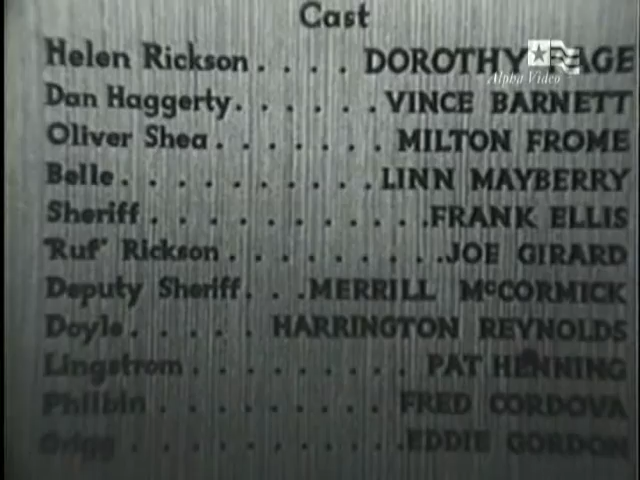 Cast
Helen Rickson . . . . DOROTHY PAGE
Alpha Video
Dan Haggerty . . . . . . VINCE BARNETT
Oliver Shea . . . . . . . MILTON FROME
Belle . . . . . . . . . . LINN MAYBERRY
Sheriff . . . . . . . . . . FRANK ELLIS
"Ruf" Rickson . . . . . . . . JOE GIRARD
Deputy Sheriff . . . MERRILL McCORMICK
Doyle . . . . . HARRINGTON REYNOLDS
Lingstrom . . . . . . . . . PAT HENNING
Philbin . . . . . . . . . FRED CORDOVA
Grigg . . . . . . . . . . . EDDIE GORDON